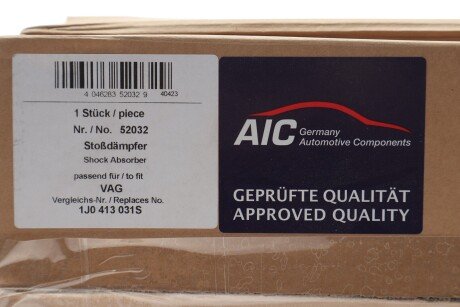 4 046283 52032 9
40423
1 Stück / piece
Nr. / No. 52032
Stoßdämpfer
Shock Absorber
passend für / to fit
VAG
Vergleichs-Nr. / Replaces No.
1J0 413 031S
AIC Germany
Automotive Components
GEPRÜFTE QUALITÄT
APPROVED QUALITY